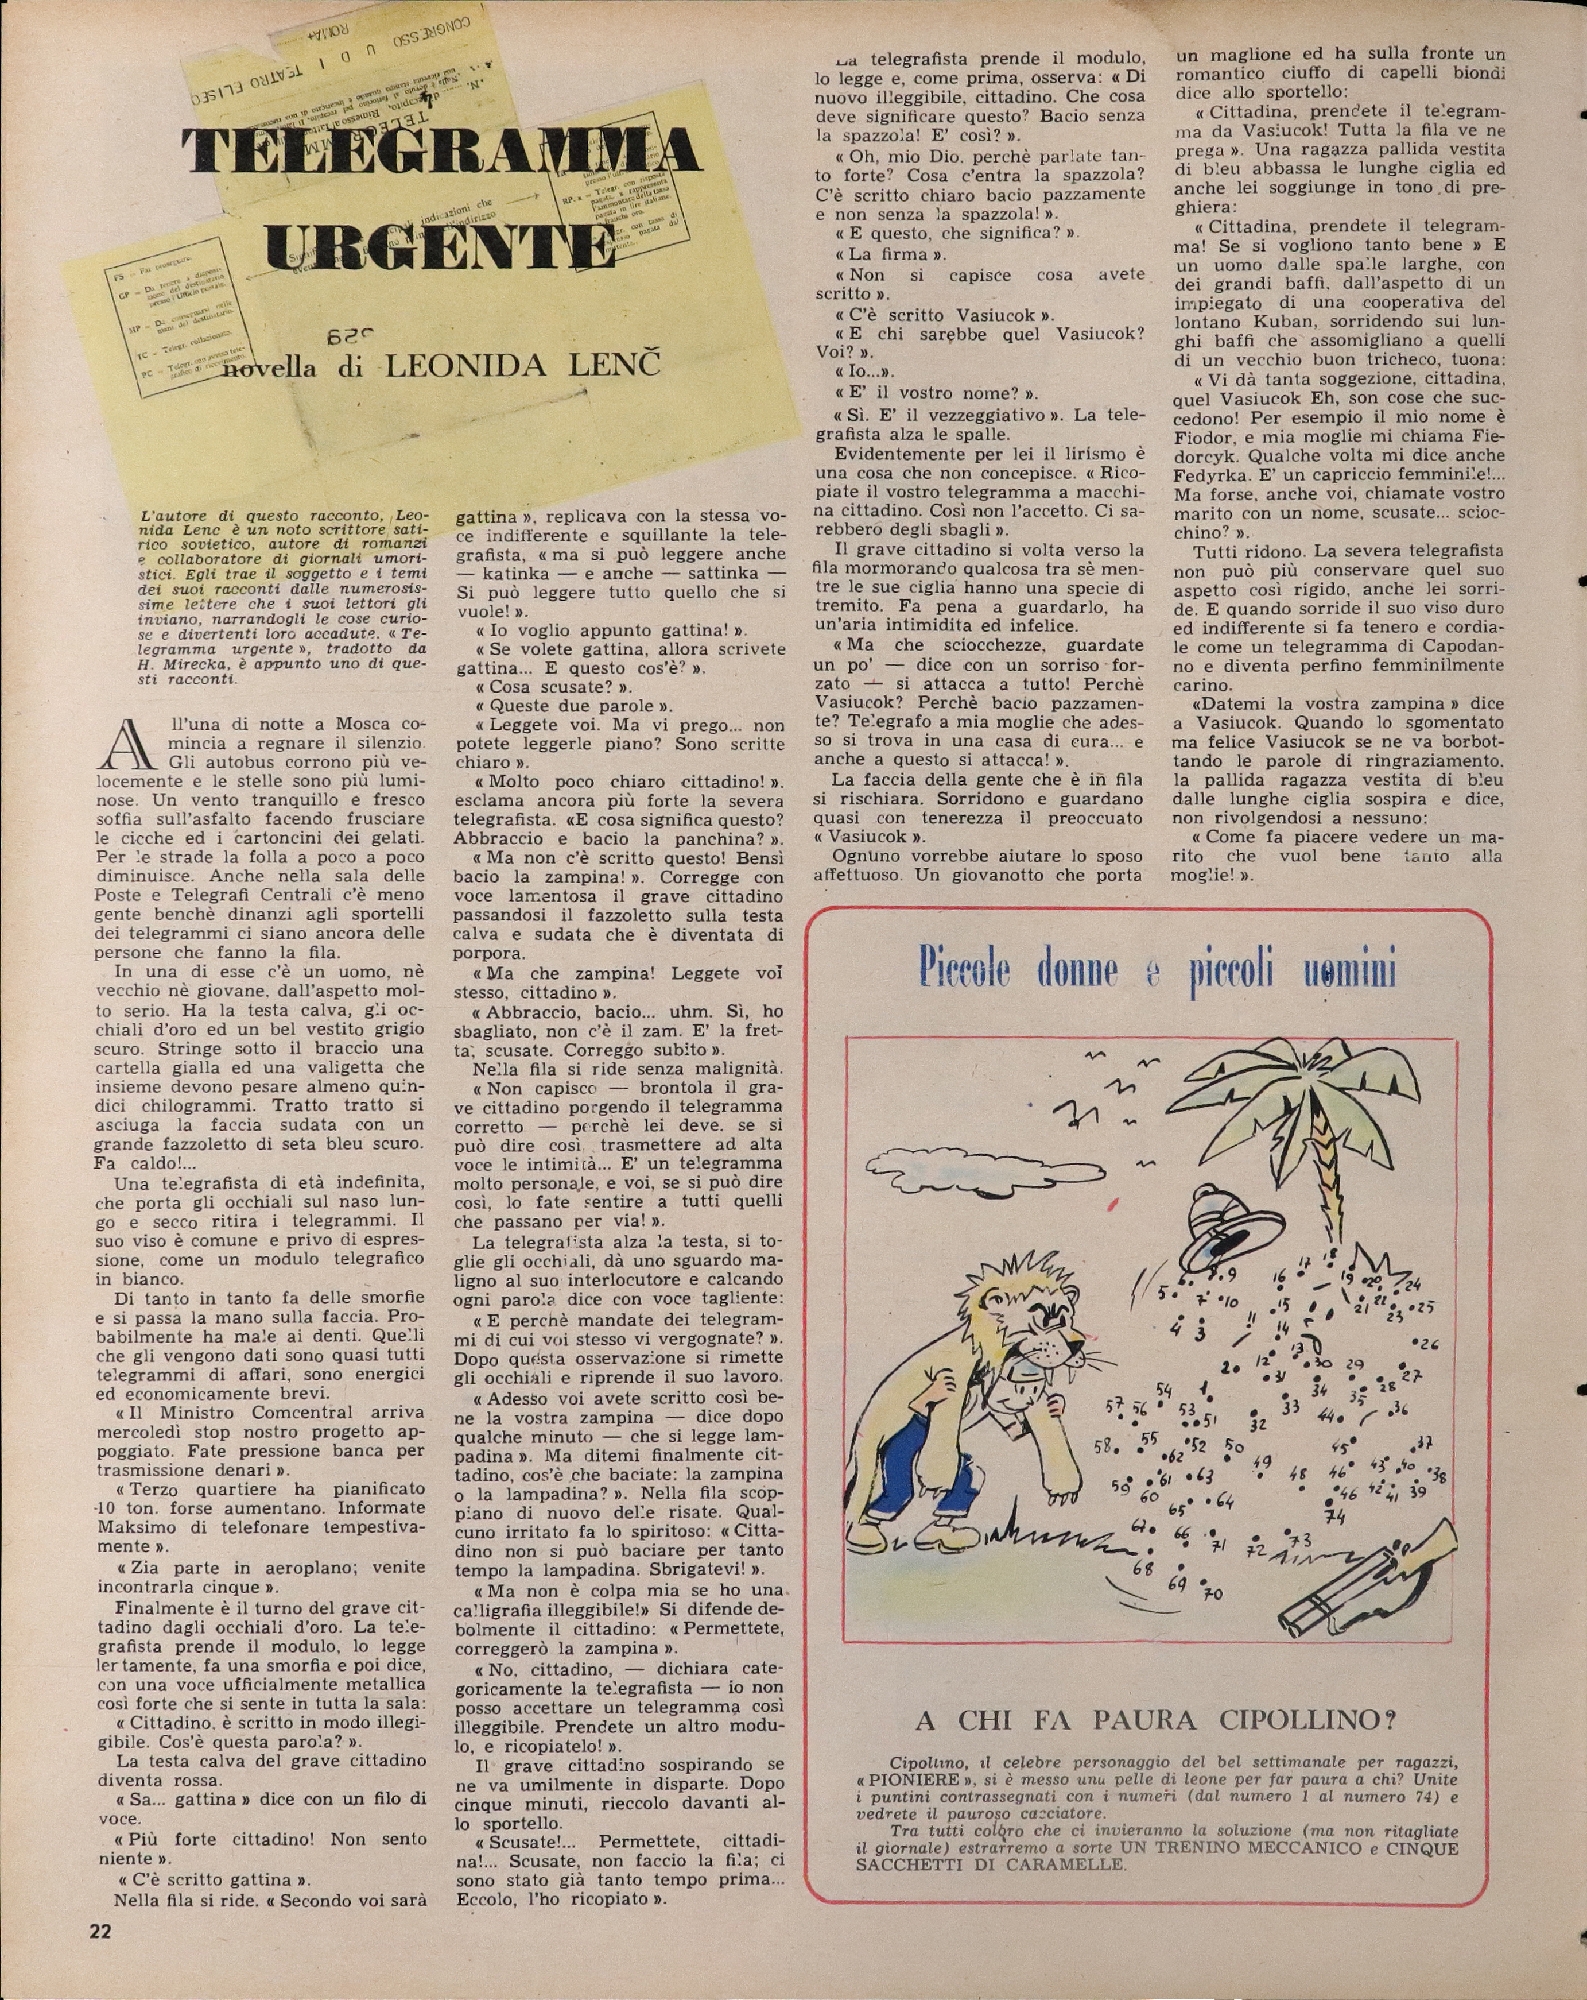 CONGRESSO U D I TEATRO ELISEO
ROMA+
TELEGRAMMA
URGENTE
novella di LEONIDA LENČ
L'autore di questo racconto, Leo-
nida Lenc è un noto scrittore sati-
rico sovietico, autore di romanzi
e collaboratore di giornali umori-
stici. Egli trae il soggetto e i temi
dei suoi racconti dalle numerosis-
sime lettere che i suoi lettori gli
inviano, narrandogli le cose curio-
se e divertenti loro accadute. « Te-
legramma urgente », tradotto da
H. Mirecka, è appunto uno di que-
sti racconti.
All'una di notte a Mosca co-
mincia a regnare il silenzio.
Gli autobus corrono più ve-
locemente e le stelle sono più lumi-
nose. Un vento tranquillo e fresco
soffia sull'asfalto facendo frusciare
le cicche ed i cartoncini dei gelati.
Per le strade la folla a poco a poco
diminuisce. Anche nella sala delle
Poste e Telegrafi Centrali c'è meno
gente benchè dinanzi agli sportelli
dei telegrammi ci siano ancora delle
persone che fanno la fila.
In una di esse c'è un uomo, nè
vecchio nè giovane, dall'aspetto mol-
to serio. Ha la testa calva, gli oc-
chiali d'oro ed un bel vestito grigio
scuro. Stringe sotto il braccio una
cartella gialla ed una valigetta che
insieme devono pesare almeno quin-
dici chilogrammi. Tratto tratto si
asciuga la faccia sudata con un
grande fazzoletto di seta bleu scuro.
Fa caldo!...
Una telegrafista di età indefinita,
che porta gli occhiali sul naso lun-
go e secco ritira i telegrammi. Il
suo viso è comune e privo di espres-
sione, come un modulo telegrafico
in bianco.
Di tanto in tanto fa delle smorfie
e si passa la mano sulla faccia. Pro-
babilmente ha male ai denti. Quelli
che gli vengono dati sono quasi tutti
telegrammi di affari, sono energici
ed economicamente brevi.
« Il Ministro Comcentral arriva
mercoledì stop nostro progetto ap-
poggiato. Fate pressione banca per
trasmissione denari ».
« Terzo quartiere ha pianificato
-10 ton. forse aumentano. Informate
Maksimo di telefonare tempestiva-
mente ».
« Zia parte in aeroplano; venite
incontrarla cinque ».
Finalmente è il turno del grave cit-
tadino dagli occhiali d'oro. La tele-
grafista prende il modulo, lo legge
lentamente, fa una smorfia e poi dice,
con una voce ufficialmente metallica
così forte che si sente in tutta la sala:
« Cittadino, è scritto in modo illegi-
gibile. Cos'è questa parola? ».
La testa calva del grave cittadino
diventa rossa.
« Sa... gattina » dice con un filo di
voce.
« Più forte cittadino! Non sento
niente ».
« C'è scritto gattina ».
Nella fila si ride. « Secondo voi sarà
gattina », replicava con la stessa vo-
ce indifferente e squillante la tele-
grafista, « ma si può leggere anche
— katinka — e anche — sattinka —
Si può leggere tutto quello che si
vuole! ».
« Io voglio appunto gattina! ».
« Se volete gattina, allora scrivete
gattina... E questo cos'è? ».
« Cosa scusate? ».
« Queste due parole ».
« Leggete voi. Ma vi prego... non
potete leggerle piano? Sono scritte
chiaro ».
« Molto poco chiaro cittadino! ».
esclama ancora più forte la severa
telegrafista. «E cosa significa questo?
Abbraccio e bacio la panchina? ».
« Ma non c'è scritto questo! Bensì
bacio la zampina! ». Corregge con
voce lamentosa il grave cittadino
passandosi il fazzoletto sulla testa
calva e sudata che è diventata di
porpora.
« Ma che zampina! Leggete voi
stesso, cittadino ».
« Abbraccio, bacio... uhm. Sì, ho
sbagliato, non c'è il zam. E' la fret-
ta; scusate. Correggo subito ».
Nella fila si ride senza malignità.
« Non capisco — brontola il gra-
ve cittadino porgendo il telegramma
corretto — perchè lei deve, se si
può dire così, trasmettere ad alta
voce le intimità... E' un telegramma
molto personale, e voi, se si può dire
così, lo fate sentire a tutti quelli
che passano per via! ».
La telegrafista alza la testa, si to-
glie gli occhiali, dà uno sguardo ma-
ligno al suo interlocutore e calcando
ogni parola dice con voce tagliente:
« E perchè mandate dei telegram-
mi di cui voi stesso vi vergognate? ».
Dopo questa osservazione si rimette
gli occhiali e riprende il suo lavoro.
« Adesso voi avete scritto così be-
ne la vostra zampina — dice dopo
qualche minuto — che si legge lam-
padina ». Ma ditemi finalmente cit-
tadino, cos'è che baciate: la zampina
o la lampadina? ». Nella fila scop-
piano di nuovo delle risate. Qual-
cuno irritato fa lo spiritoso: « Citta-
dino non si può baciare per tanto
tempo la lampadina. Sbrigatevi! ».
« Ma non è colpa mia se ho una
calligrafia illeggibile!» Si difende de-
bolmente il cittadino: « Permettete,
correggerò la zampina ».
« No, cittadino, — dichiara cate-
goricamente la telegrafista — io non
posso accettare un telegramma così
illeggibile. Prendete un altro modu-
lo, e ricopiatelo! ».
Il grave cittadino sospirando se
ne va umilmente in disparte. Dopo
cinque minuti, rieccolo davanti al-
lo sportello.
« Scusate!... Permettete, cittadi-
na!... Scusate, non faccio la fila; ci
sono stato già tanto tempo prima...
Eccolo, l'ho ricopiato ».
La telegrafista prende il modulo,
lo legge e, come prima, osserva: « Di
nuovo illeggibile, cittadino. Che cosa
deve significare questo? Bacio senza
la spazzola! E' così? ».
« Oh, mio Dio, perchè parlate tan-
to forte? Cosa c'entra la spazzola?
C'è scritto chiaro bacio pazzamente
e non senza la spazzola! ».
« E questo, che significa? ».
« La firma ».
« Non si capisce cosa avete
scritto ».
« C'è scritto Vasiucok ».
« E chi sarebbe quel Vasiucok?
Voi? ».
« Io...».
« E' il vostro nome? ».
« Sì. E' il vezzeggiativo ». La tele-
grafista alza le spalle.
Evidentemente per lei il lirismo è
una cosa che non concepisce. « Rico-
piate il vostro telegramma a macchi-
na cittadino. Così non l'accetto. Ci sa-
rebbero degli sbagli ».
Il grave cittadino si volta verso la
fila mormorando qualcosa tra sè men-
tre le sue ciglia hanno una specie di
tremito. Fa pena a guardarlo, ha
un'aria intimidita ed infelice.
« Ma che sciocchezze, guardate
un po' — dice con un sorriso for-
zato — si attacca a tutto! Perchè
Vasiucok? Perchè bacio pazzamen-
te? Telegrafo a mia moglie che ades-
so si trova in una casa di cura... e
anche a questo si attacca! ».
La faccia della gente che è in fila
si rischiara. Sorridono e guardano
quasi con tenerezza il preoccuato
« Vasiucok ».
Ognuno vorrebbe aiutare lo sposo
affettuoso. Un giovanotto che porta
un maglione ed ha sulla fronte un
romantico ciuffo di capelli biondi
dice allo sportello:
« Cittadina, prendete il telegram-
ma da Vasiucok! Tutta la fila ve ne
prega ». Una ragazza pallida vestita
di bleu abbassa le lunghe ciglia ed
anche lei soggiunge in tono di pre-
ghiera:
« Cittadina, prendete il telegram-
ma! Se si vogliono tanto bene » E
un uomo dalle spalle larghe, con
dei grandi baffi, dall'aspetto di un
impiegato di una cooperativa del
lontano Kuban, sorridendo sui lun-
ghi baffi che assomigliano a quelli
di un vecchio buon tricheco, tuona:
« Vi dà tanta soggezione, cittadina,
quel Vasiucok Eh, son cose che suc-
cedono! Per esempio il mio nome è
Fiodor, e mia moglie mi chiama Fie-
dorcyk. Qualche volta mi dice anche
Fedyrka. E' un capriccio femminile!...
Ma forse, anche voi, chiamate vostro
marito con un nome, scusate... scioc-
chino? ».
Tutti ridono. La severa telegrafista
non può più conservare quel suo
aspetto così rigido, anche lei sorri-
de. E quando sorride il suo viso duro
ed indifferente si fa tenero e cordia-
le come un telegramma di Capodan-
no e diventa perfino femminilmente
carino.
«Datemi la vostra zampina » dice
a Vasiucok. Quando lo sgomentato
ma felice Vasiucok se ne va borbot-
tando le parole di ringraziamento,
la pallida ragazza vestita di bleu
dalle lunghe ciglia sospira e dice,
non rivolgendosi a nessuno:
« Come fa piacere vedere un ma-
rito che vuol bene tanto alla
moglie! ».
Piccole donne e piccoli uomini
A CHI FA PAURA CIPOLLINO?
Cipollino, il celebre personaggio del bel settimanale per ragazzi,
« PIONIERE », si è messo una pelle di leone per far paura a chi? Unite
i puntini contrassegnati con i numeri (dal numero 1 al numero 74) e
vedrete il pauroso cacciatore.
Tra tutti coloro che ci invieranno la soluzione (ma non ritagliate
il giornale) estrarremo a sorte UN TRENINO MECCANICO e CINQUE
SACCHETTI DI CARAMELLE.
22